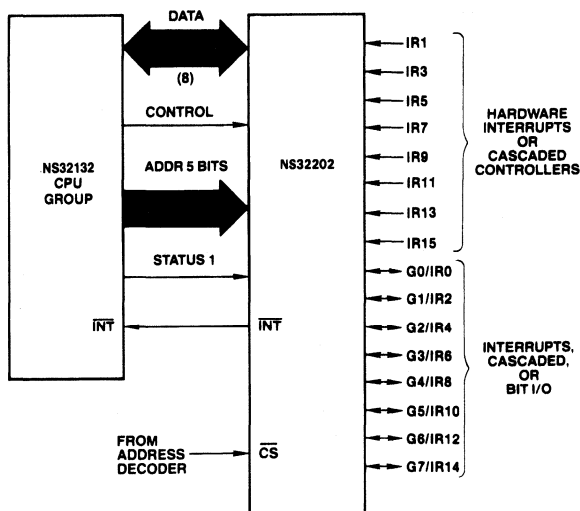 DATA
(8)
CONTROL
ADDR 5 BITS
STATUS 1
NS32132
CPU
GROUP
INT
NS32202
INT
FROM
ADDRESS
DECODER
CS
IR1
IR3
IR5
IR7
IR9
IR11
IR13
IR15
HARDWARE
INTERRUPTS
OR
CASCADED
CONTROLLERS
G0/IR0
G1/IR2
G2/IR4
G3/IR6
G4/IR8
G5/IR10
G6/IR12
G7/IR14
INTERRUPTS,
CASCADED,
OR
BIT I/O